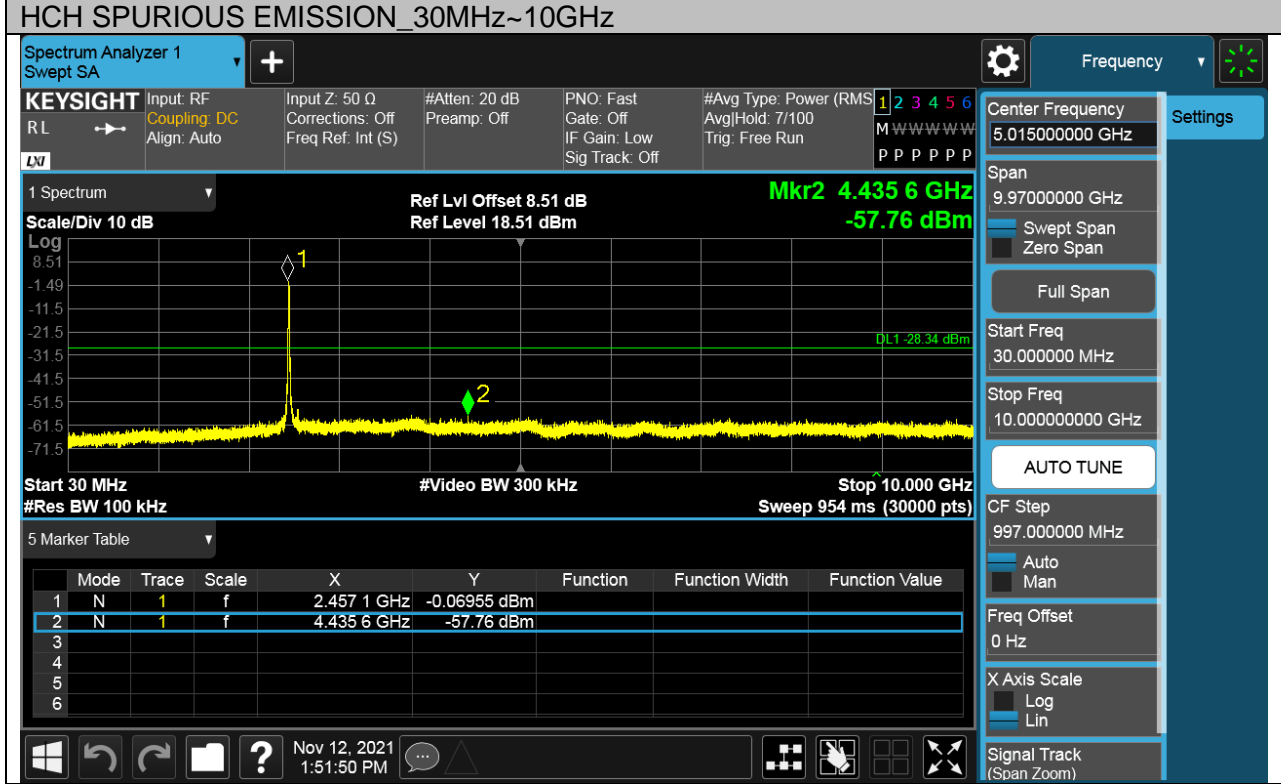 HCH SPURIOUS EMISSION_30MHz~10GHz
Spectrum Analyzer 1
Swept SA
Frequency
KEYSIGHT
R L
LXI
Input: RF
Coupling: DC
Align: Auto
Input Z: 50 Ω
Corrections: Off
Freq Ref: Int (S)
#Atten: 20 dB
Preamp: Off
PNO: Fast
Gate: Off
IF Gain: Low
Sig Track: Off
#Avg Type: Power (RMS
Avg|Hold: 7/100
Trig: Free Run
1 2 3 4 5 6
M W W W W W
P P P P P P
1 Spectrum
Scale/Div 10 dB
Ref Lvl Offset 8.51 dB
Ref Level 18.51 dBm
Mkr2 4.435 6 GHz
-57.76 dBm
Log
8.51
-1.49
-11.5
-21.5
-31.5
-41.5
-51.5
-61.5
-71.5
1
2
DL1 -28.34 dBm
Start 30 MHz
#Res BW 100 kHz
#Video BW 300 kHz
Stop 10.000 GHz
Sweep 954 ms (30000 pts)
5 Marker Table
Mode Trace Scale X Y Function Function Width Function Value
1 N 1 f 2.457 1 GHz -0.06955 dBm
2 N 1 f 4.435 6 GHz -57.76 dBm
3
4
5
6
Nov 12, 2021
1:51:50 PM
Center Frequency
5.015000000 GHz
Settings
Span
9.97000000 GHz
Swept Span
Zero Span
Full Span
Start Freq
30.000000 MHz
Stop Freq
10.000000000 GHz
AUTO TUNE
CF Step
997.000000 MHz
Auto
Man
Freq Offset
0 Hz
X Axis Scale
Log
Lin
Signal Track
(Span Zoom)